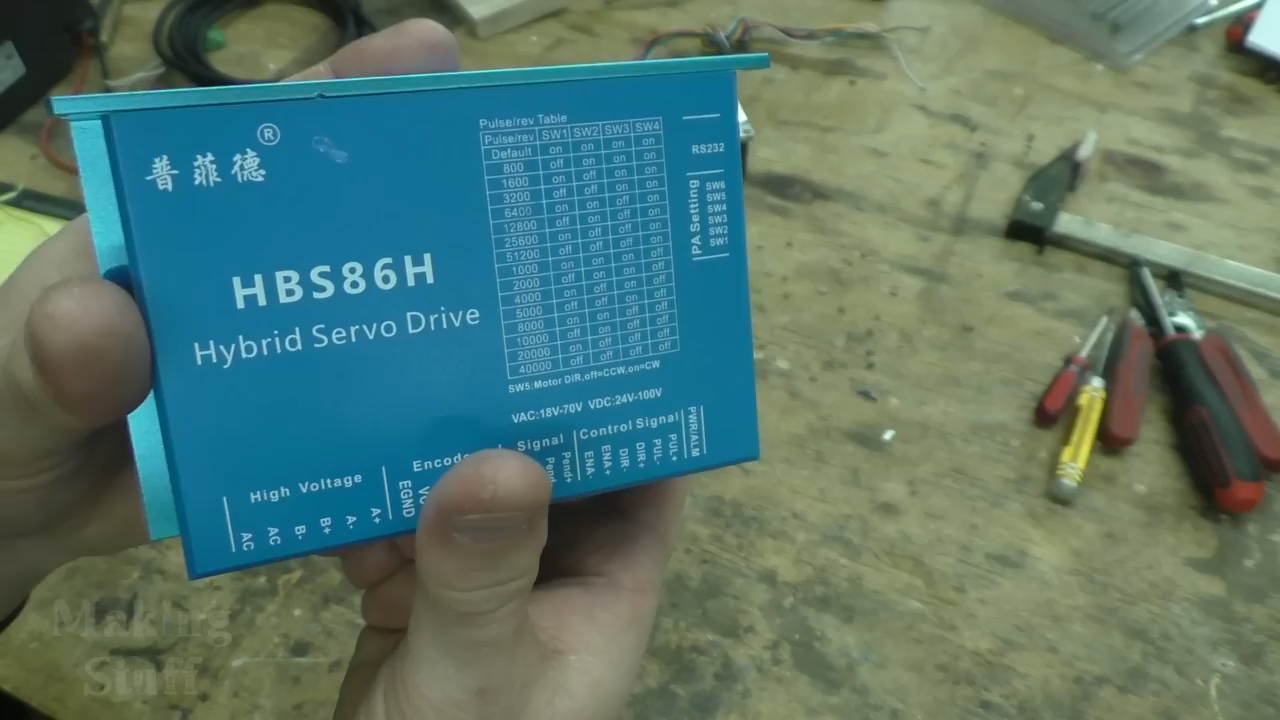 普菲德®
HBS86H
Hybrid Servo Drive
Pulse/rev Table
Pulse/rev SW1 SW2 SW3 SW4
Default on on on on
800 off on on on
1600 on off on on
3200 off off on on
6400 on on off on
12800 off on off on
25600 on off off on
51200 off off off on
1000 on on on off
2000 off on on off
4000 on off on off
5000 off off on off
8000 on on off off
10000 off on off off
20000 on off off off
40000 off off off off
SW5:Motor DIR,off=CCW,on=CW
VAC:18V-70V VDC:24V-100V
RS232
PA Setting
SW6
SW5
SW4
SW3
SW2
SW1
High Voltage
AC
AC
B-
B+
A-
A+
EGND
Signal
Pend+
Control Signal
ENA-
ENA+
DIR-
DIR+
PUL-
PUL+
PWR/ALM
Making
Stuff